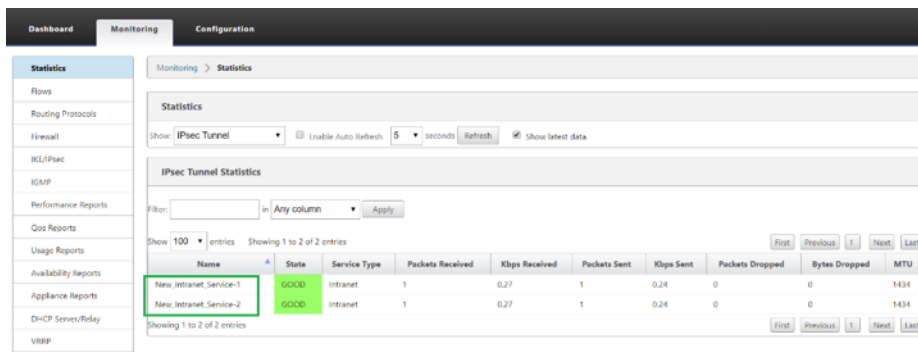 Dashboard Monitoring Configuration
Statistics
Flows
Routing Protocols
Firewall
IKE/IPsec
IGMP
Performance Reports
Qos Reports
Usage Reports
Availability Reports
Appliance Reports
DHCP Server/Relay
VRRP
Monitoring > Statistics
Statistics
Show: IPsec Tunnel Enable Auto Refresh 5 seconds Refresh Show latest data.
IPsec Tunnel Statistics
Filter: in Any column Apply
Show 100 entries Showing 1 to 2 of 2 entries First Previous 1 Next Last
Name State Service Type Packets Received Kbps Received Packets Sent Kbps Sent Packets Dropped Bytes Dropped MTU
New_Intranet_Service-1 GOOD Intranet 1 0.27 1 0.24 0 0 1434
New_Intranet_Service-2 GOOD Intranet 1 0.27 1 0.24 0 0 1434
Showing 1 to 2 of 2 entries First Previous 1 Next Last